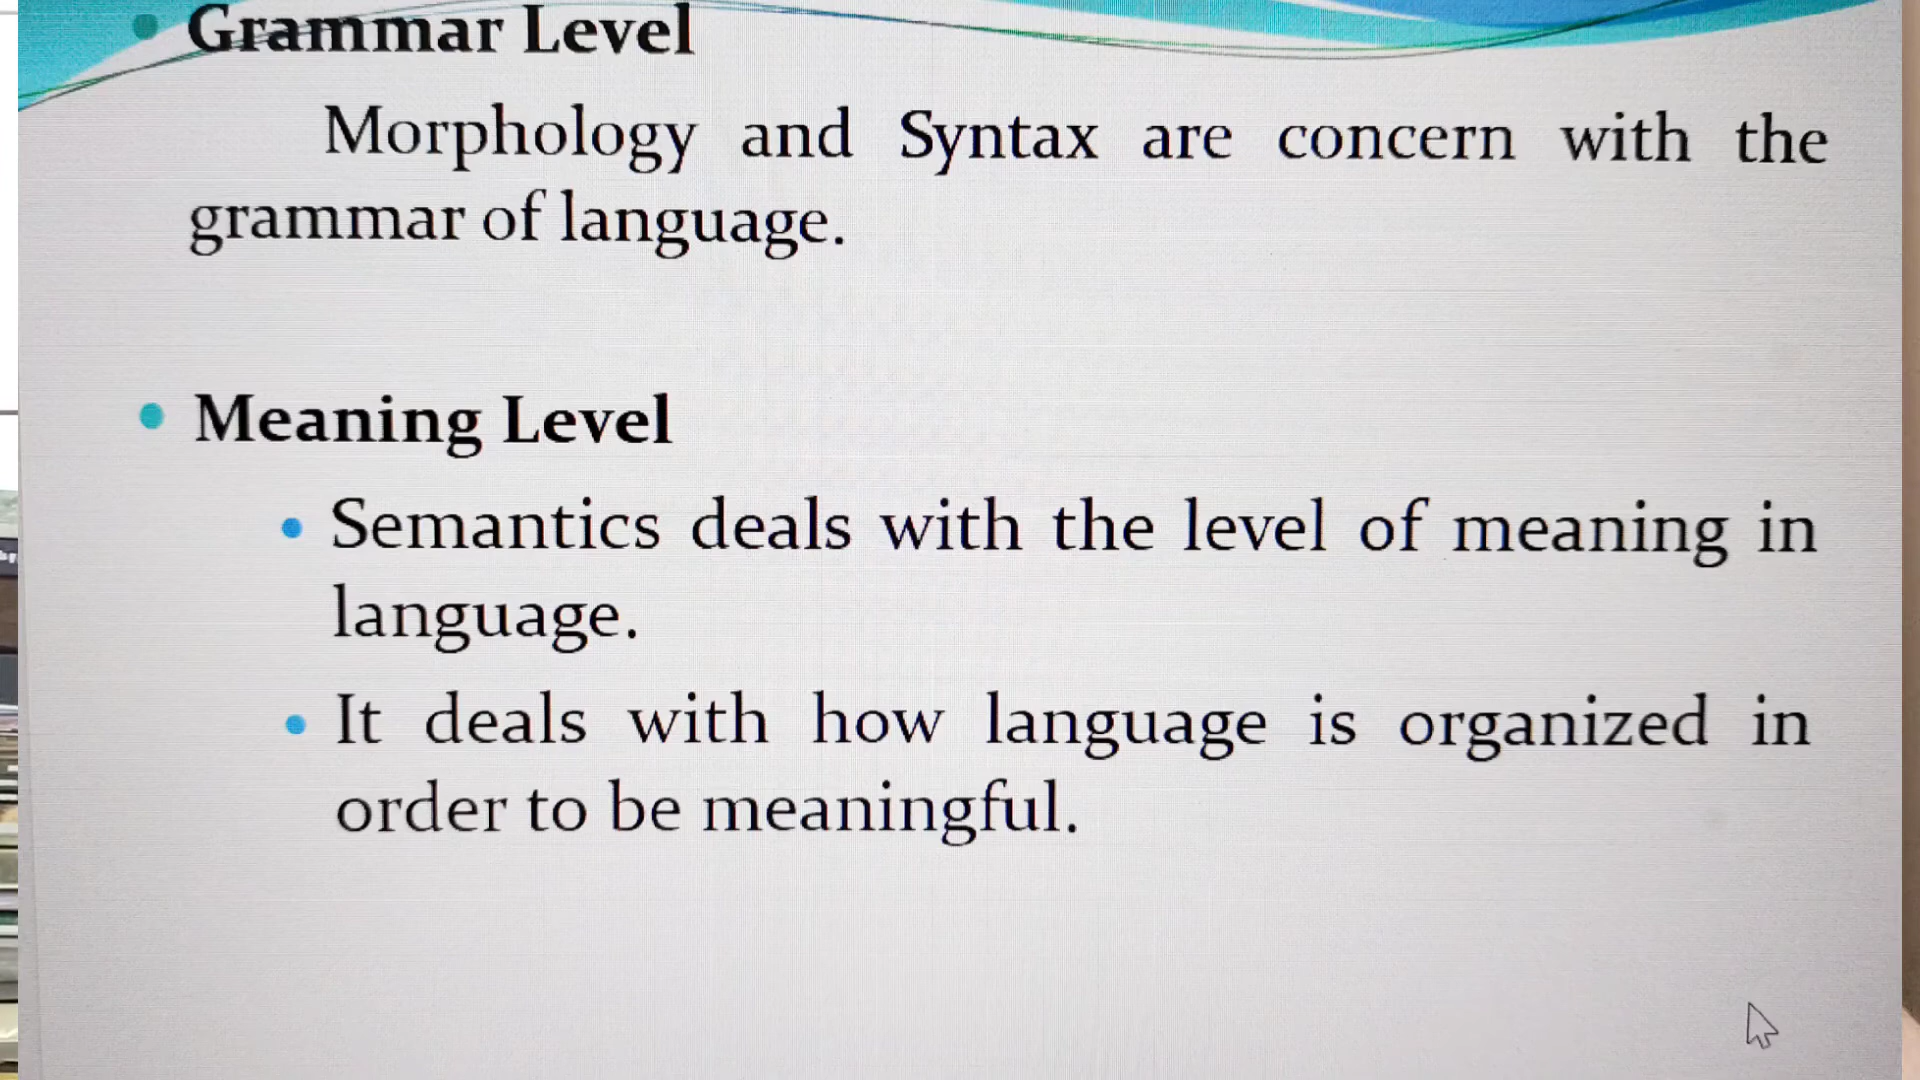 Grammar Level
Morphology and Syntax are concern with the
grammar of language.
Meaning Level
Semantics deals with the level of meaning in
language.
It deals with how language is organized in
order to be meaningful.